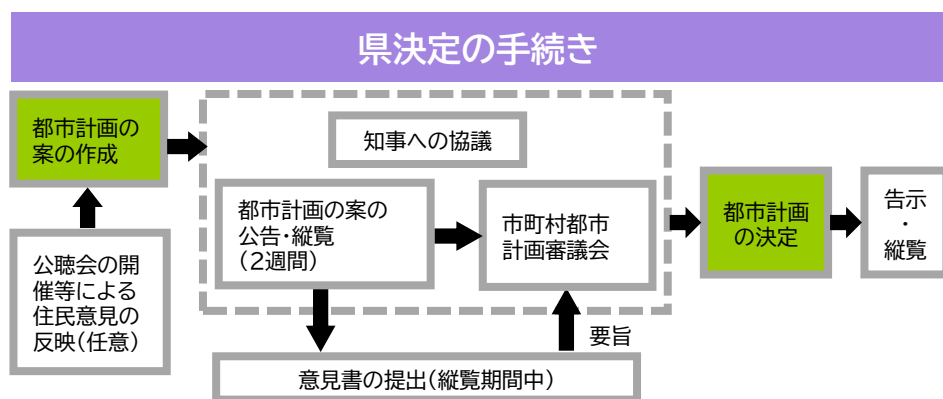 県決定の手続き
都市計画の
案の作成
公聴会の開
催等による
住民意見の
反映(任意)
知事への協議
都市計画の案の
公告・縦覧
(2週間)
市町村都市
計画審議会
要旨
意見書の提出(縦覧期間中)
都市計画
の決定
告示
・
縦覧